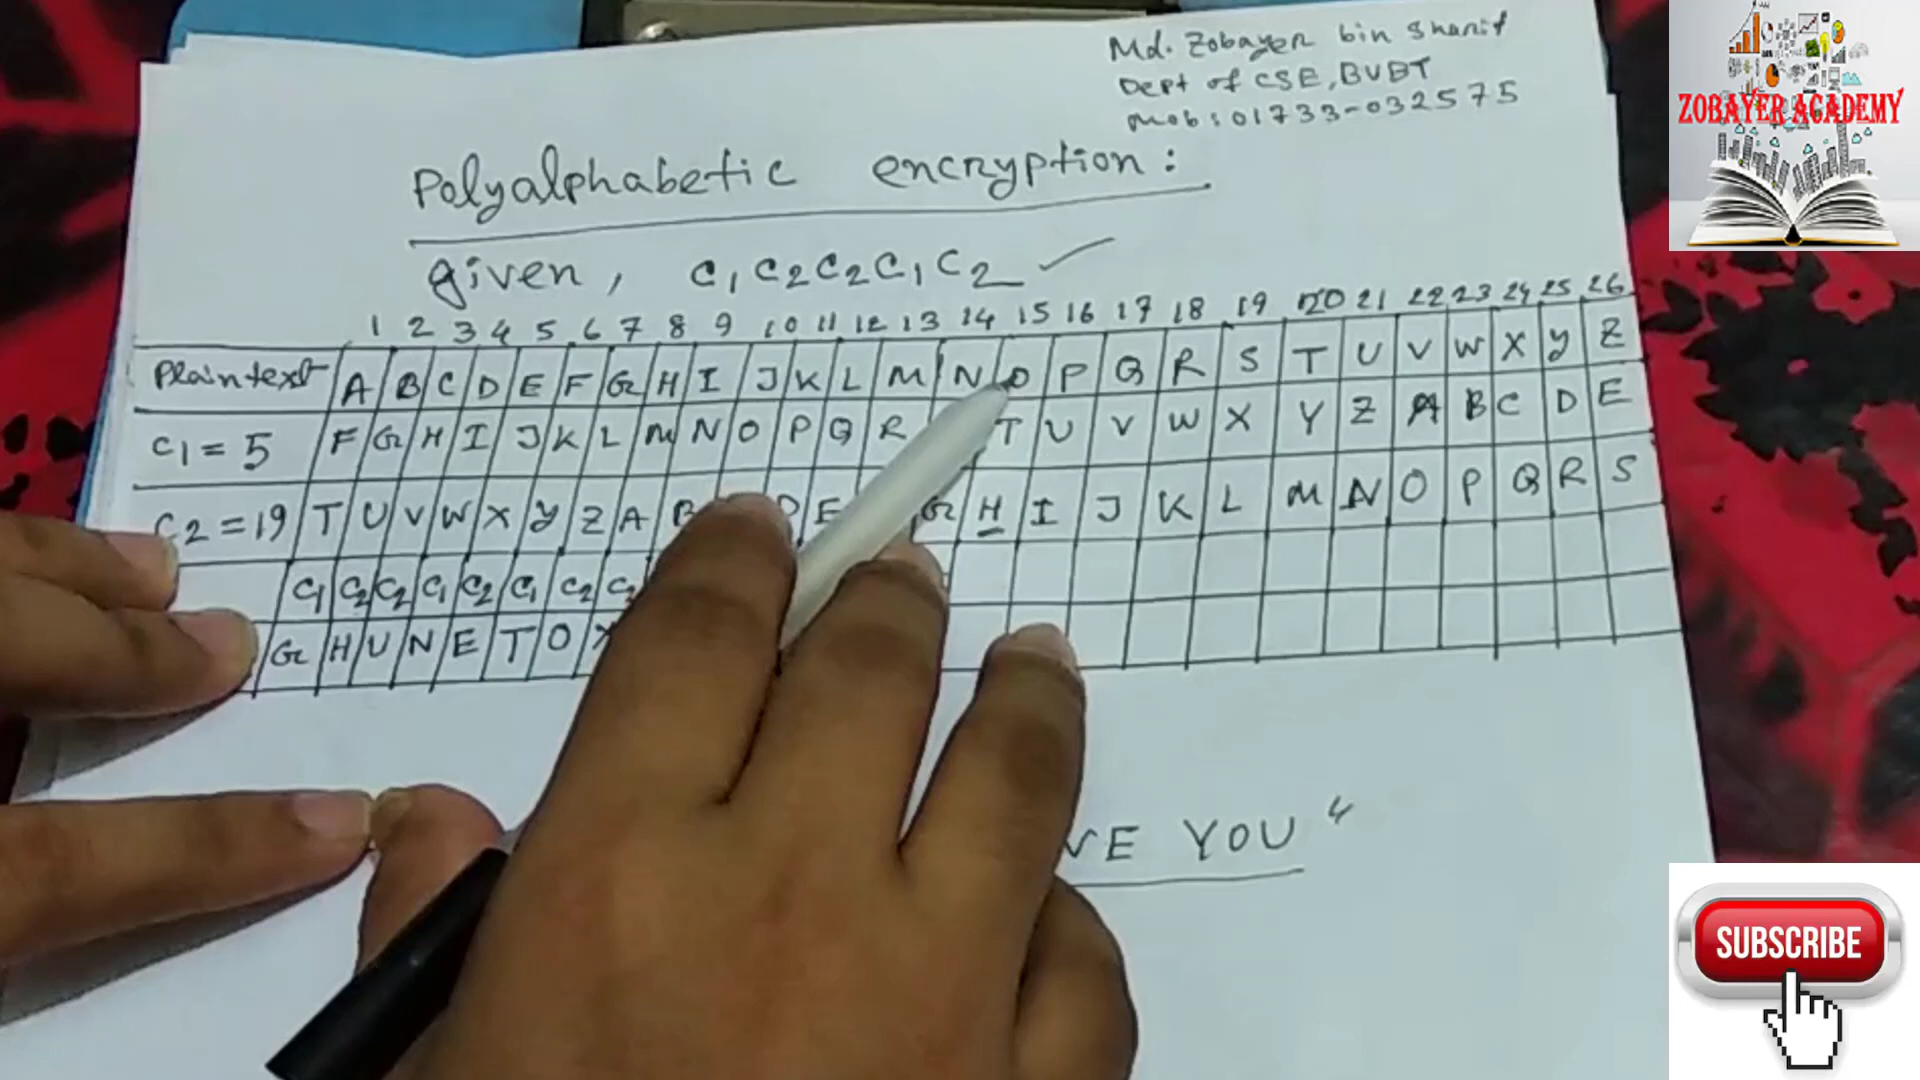 Md. Zobayer bin Sharif
Dept of CSE, BUBT
Mob: 01733-032575
ZOBAYER ACADEMY
Polyalphabetic encryption:
given, C1 C2 C2 C1 C2 ✓
1 2 3 4 5 6 7 8 9 10 11 12 13 14 15 16 17 18 19 20 21 22 23 24 25 26
Plaintext A B C D E F G H I J K L M N O P Q R S T U V W X Y Z
C1 = 5 F G H I J K L M N O P Q R T U V W X Y Z A B C D E
C2 = 19 T U V W X Y Z A B D E G H I J K L M N O P Q R S
C1 C2 C2 C1 C2 C1 C2 C2
G H U N E T O X
VE YOU"
SUBSCRIBE